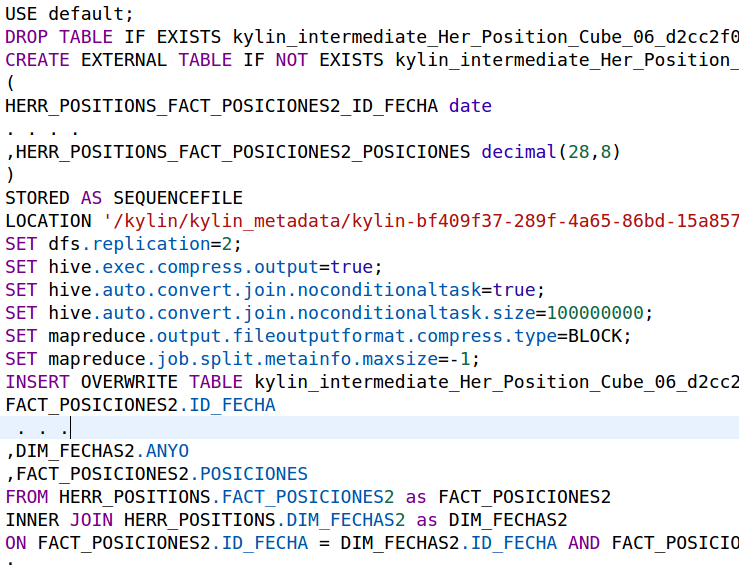 USE default;
DROP TABLE IF EXISTS kylin_intermediate_Her_Position_Cube_06_d2cc2f0
CREATE EXTERNAL TABLE IF NOT EXISTS kylin_intermediate_Her_Position_
(
HERR_POSITIONS_FACT_POSICIONES2_ID_FECHA date
. . . .
,HERR_POSITIONS_FACT_POSICIONES2_POSICIONES decimal(28,8)
)
STORED AS SEQUENCEFILE
LOCATION '/kylin/kylin_metadata/kylin-bf409f37-289f-4a65-86bd-15a857
SET dfs.replication=2;
SET hive.exec.compress.output=true;
SET hive.auto.convert.join.noconditionaltask=true;
SET hive.auto.convert.join.noconditionaltask.size=100000000;
SET mapreduce.output.fileoutputformat.compress.type=BLOCK;
SET mapreduce.job.split.metainfo.maxsize=-1;
INSERT OVERWRITE TABLE kylin_intermediate_Her_Position_Cube_06_d2cc2
FACT_POSICIONES2.ID_FECHA
. . .
,DIM_FECHAS2.ANYO
,FACT_POSICIONES2.POSICIONES
FROM HERR_POSITIONS.FACT_POSICIONES2 as FACT_POSICIONES2
INNER JOIN HERR_POSITIONS.DIM_FECHAS2 as DIM_FECHAS2
ON FACT_POSICIONES2.ID_FECHA = DIM_FECHAS2.ID_FECHA AND FACT_POSICIO